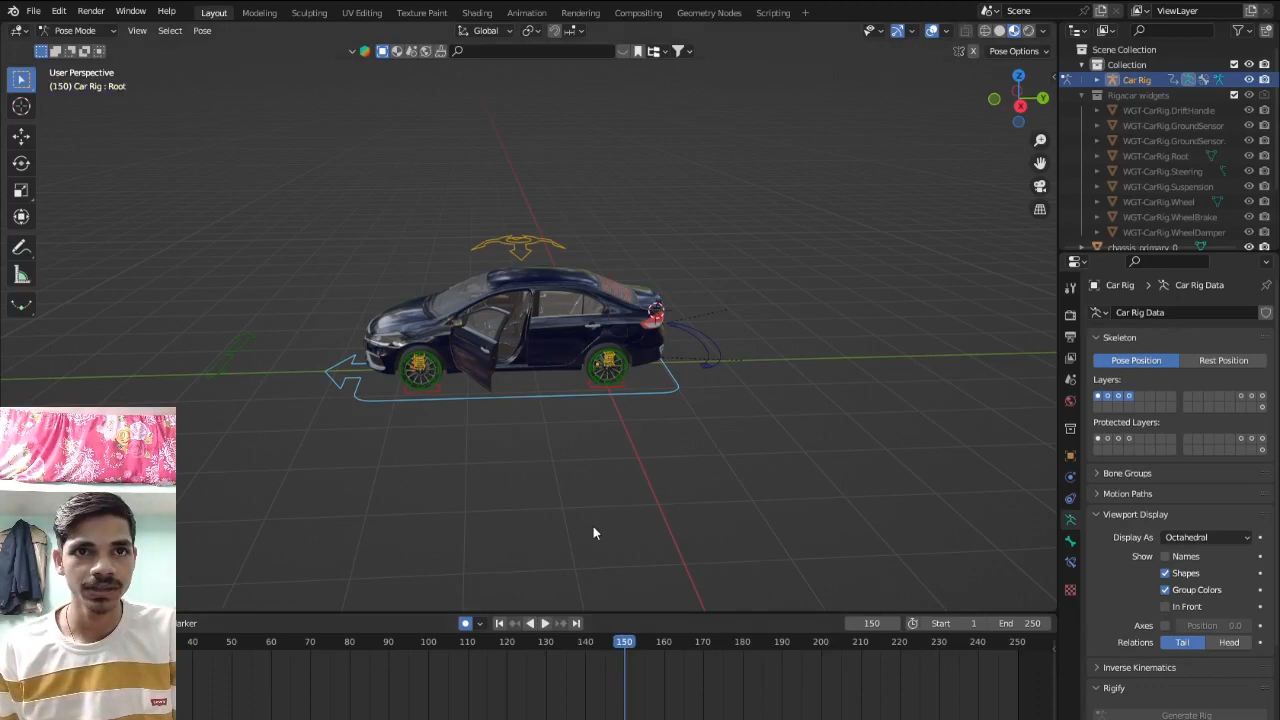 File Edit Render Window Help Layout Modeling Sculpting UV Editing Texture Paint Shading Animation Rendering Compositing Geometry Nodes Scripting + Scene ViewLayer
Pose Mode View Select Pose Global
Pose Options
User Perspective
(150) Car Rig : Root
Z
Y
X
Scene Collection
Collection
Car Rig
Rigacar widgets
WGT-CarRig.DriftHandle
WGT-CarRig.GroundSensor
WGT-CarRig.GroundSensor.
WGT-CarRig.Root
WGT-CarRig.Steering
WGT-CarRig.Suspension
WGT-CarRig.Wheel
WGT-CarRig.WheelBrake
WGT-CarRig.WheelDamper
chassis_primary_0
Car Rig Car Rig Data
Car Rig Data
Skeleton
Pose Position Rest Position
Layers:
Protected Layers:
Bone Groups
Motion Paths
Viewport Display
Display As Octahedral
Show Names
Shapes
Group Colors
In Front
Axes Position 0.0
Relations Tail Head
Inverse Kinematics
Rigify
Generate Rig
arker 150 Start 1 End 250
40 50 60 70 80 90 100 110 120 130 140 150 160 170 180 190 200 210 220 230 240 250